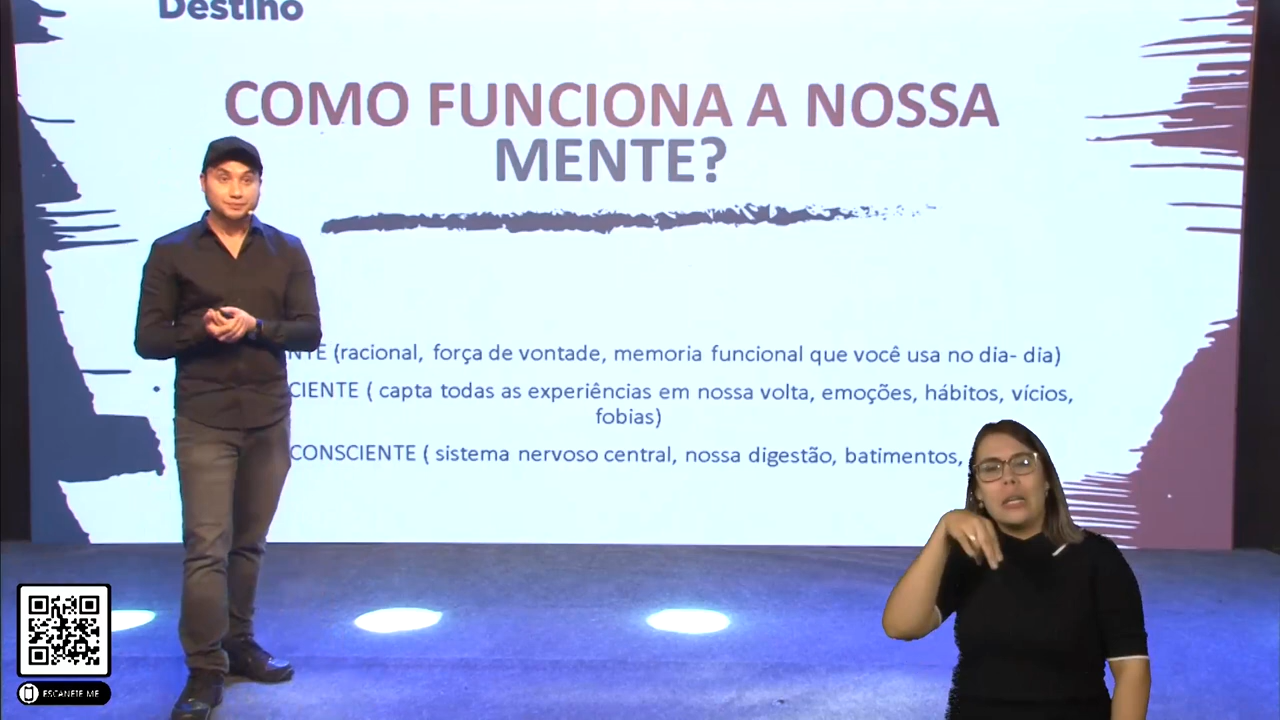 Destino
COMO FUNCIONA A NOSSA
MENTE?
NTE (racional, força de vontade, memoria funcional que você usa no dia- dia)
• CIENTE ( capta todas as experiências em nossa volta, emoções, hábitos, vícios,
fobias)
CONSCIENTE ( sistema nervoso central, nossa digestão, batimentos,
ESCANEIE ME